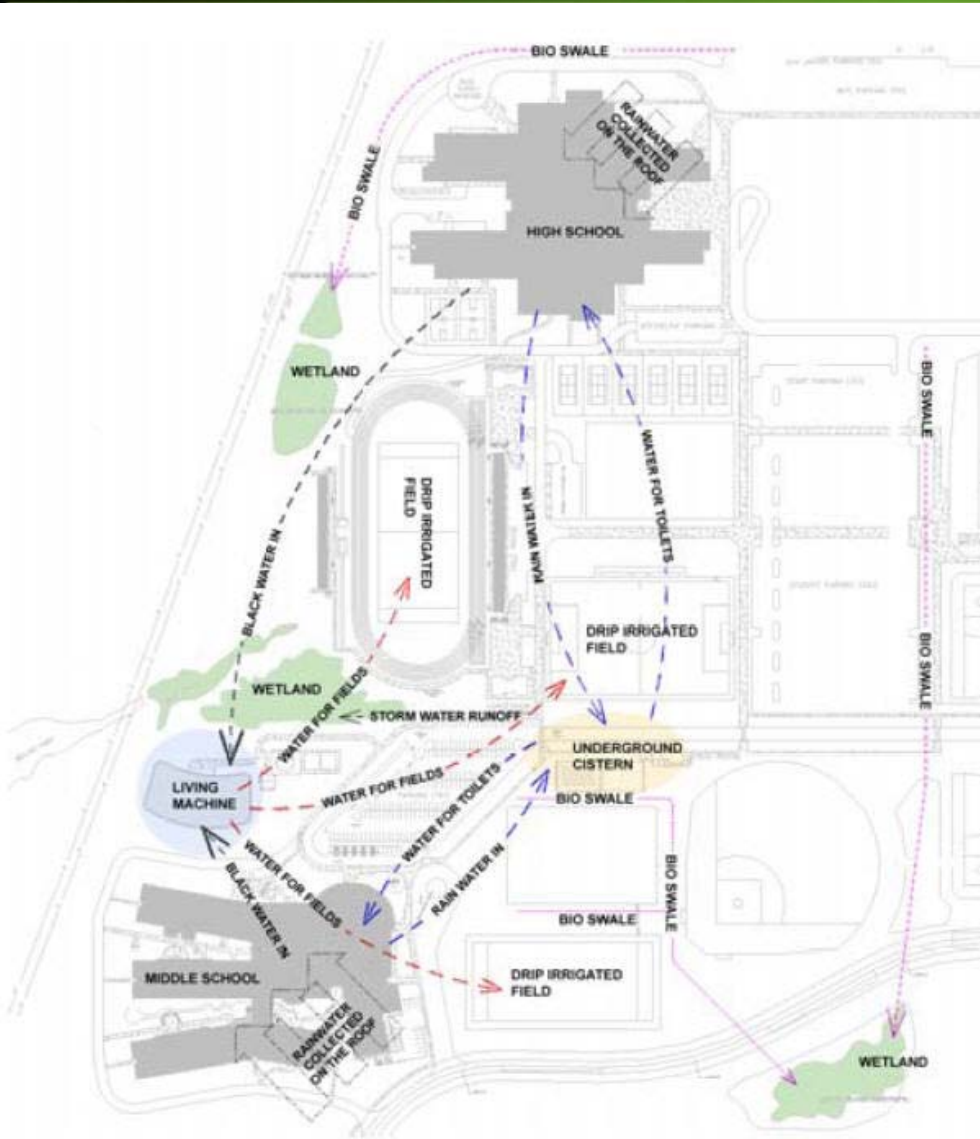 BIO SWALE
BIO SWALE
RAINWATER
COLLECTED
ON THE ROOF
HIGH SCHOOL
WETLAND
BIO SWALE
WATER FOR TOILETS
DRIP IRRIGATED
FIELD
RAIN WATER IN
BLACK WATER IN
DRIP IRRIGATED
FIELD
BIO SWALE
WETLAND
WATER FOR FIELDS
STORM WATER RUNOFF
UNDERGROUND
CISTERN
LIVING
MACHINE
WATER FOR FIELDS
WATER FOR TOILETS
BIO SWALE
WATER FOR FIELDS
BLACK WATER IN
RAIN WATER IN
BIO SWALE
BIO SWALE
MIDDLE SCHOOL
DRIP IRRIGATED
FIELD
RAINWATER
COLLECTED
ON THE ROOF
WETLAND